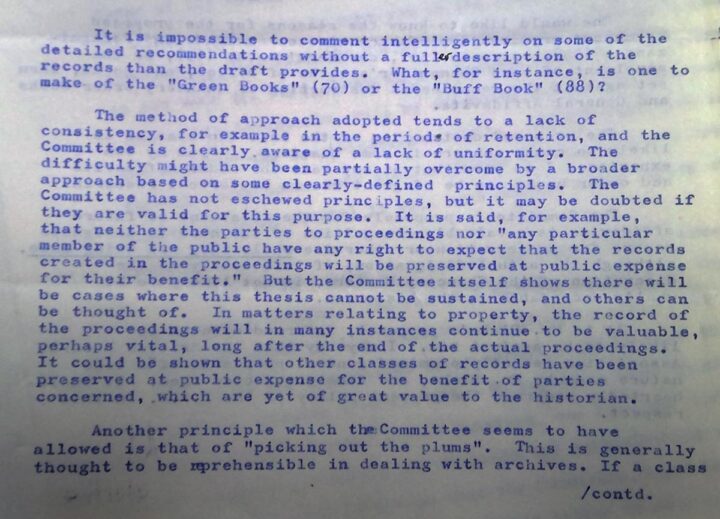 It is impossible to comment intelligently on some of the
detailed recommendations without a fuller description of the
records than the draft provides. What, for instance, is one to
make of the "Green Books" (70) or the "Buff Book" (88)?
The method of approach adopted tends to a lack of
consistency, for example in the periods of retention, and the
Committee is clearly aware of a lack of uniformity. The
difficulty might have been partially overcome by a broader
approach based on some clearly-defined principles. The
Committee has not eschewed principles, but it may be doubted if
they are valid for this purpose. It is said, for example,
that neither the parties to proceedings nor "any particular
member of the public have any right to expect that the records
created in the proceedings will be preserved at public expense
for their benefit." But the Committee itself shows there will
be cases where this thesis cannot be sustained, and others can
be thought of. In matters relating to property, the record of
the proceedings will in many instances continue to be valuable,
perhaps vital, long after the end of the actual proceedings.
It could be shown that other classes of records have been
preserved at public expense for the benefit of parties
concerned, which are yet of great value to the historian.
Another principle which the Committee seems to have
allowed is that of "picking out the plums". This is generally
thought to be reprehensible in dealing with archives. If a class
/contd.